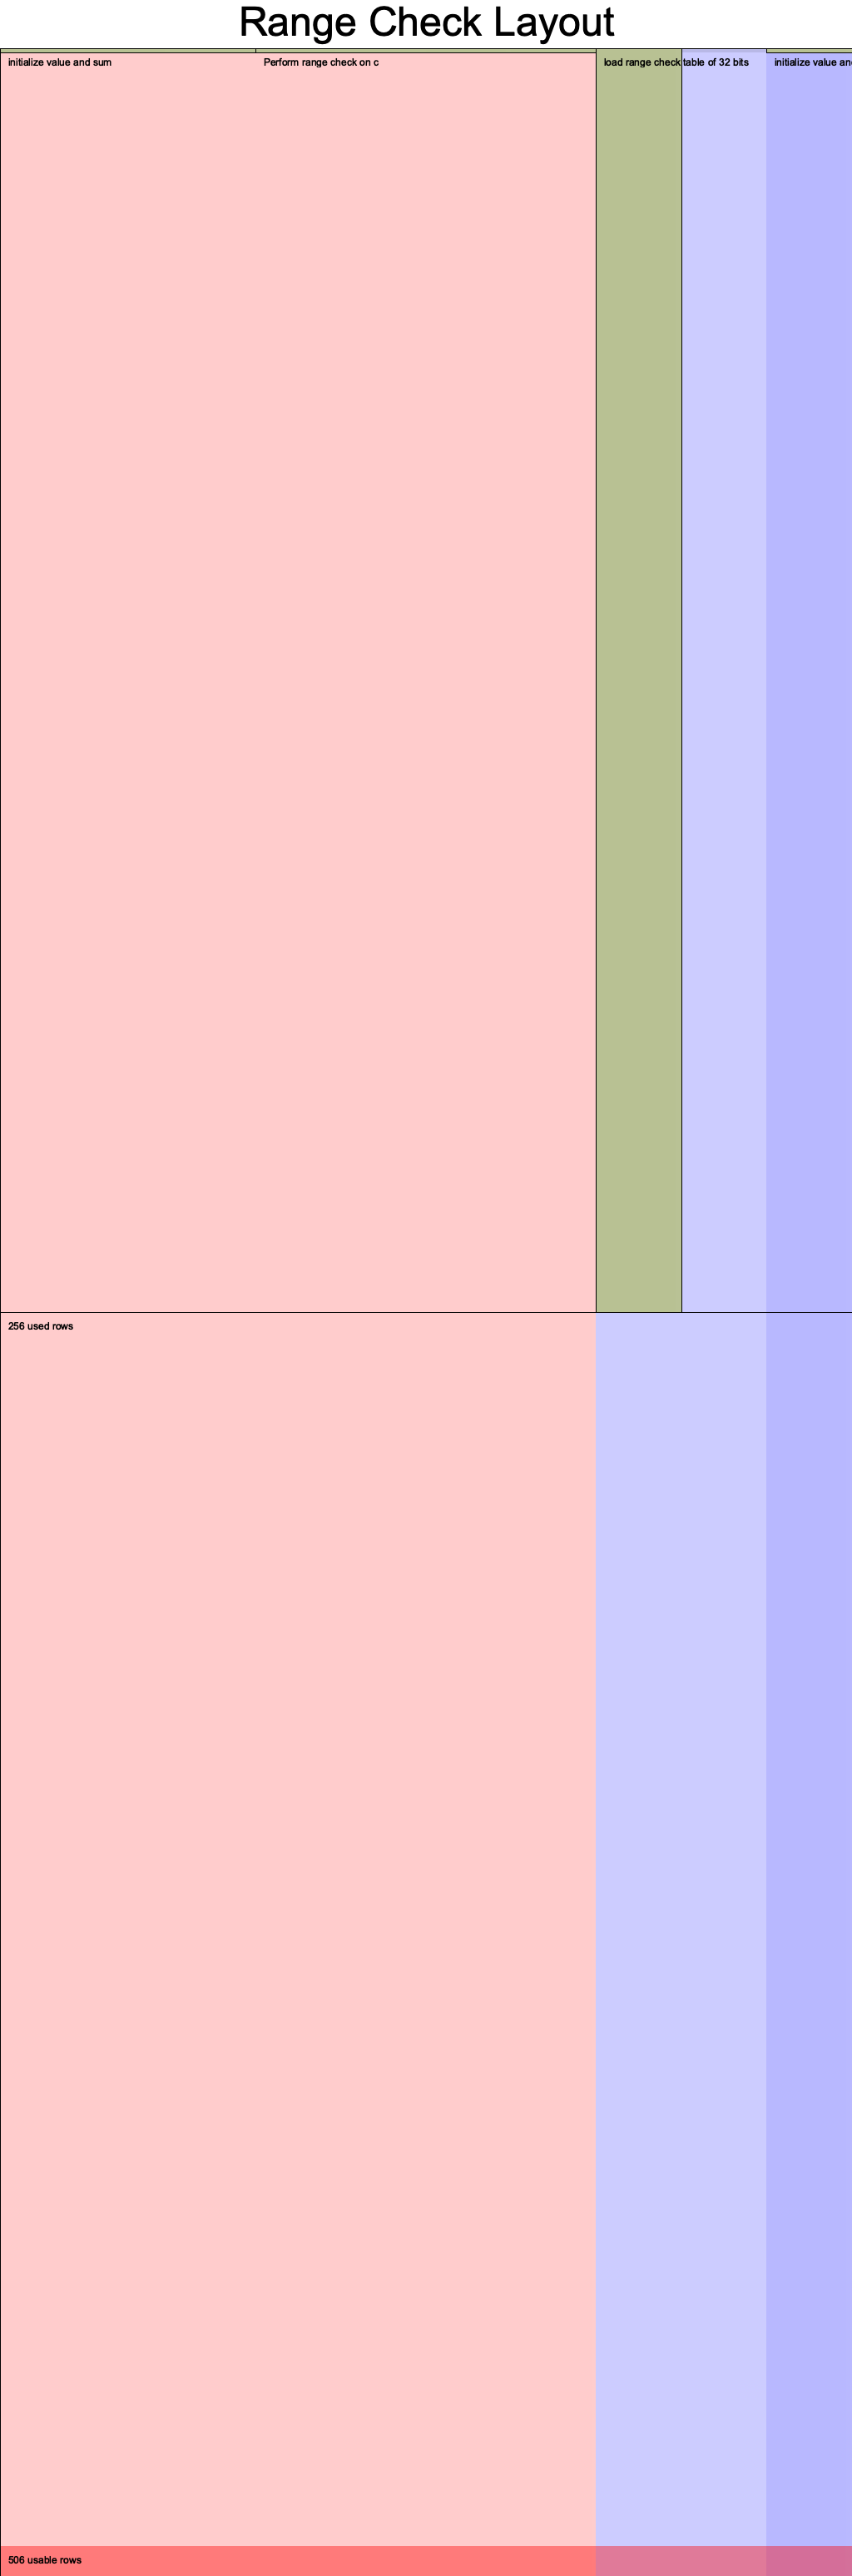 Range Check Layout
initialize value and sum
Perform range check on c
load range check table of 32 bits
initialize value an
256 used rows
506 usable rows